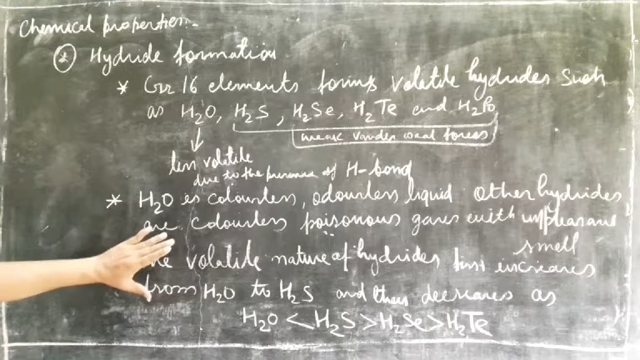 Chemical properties.
② Hydride formation
* Gr 16 elements forms volatile hydrides such
as H₂O, H₂S, H₂Se, H₂Te and H₂Po
weak vander waal forces
less volatile
due to the presence of H-bond
* H₂O is colourless, odourless liquid other hydrides
are colourless poisonous gases with unpleasant
smell
The volatile nature of hydrides first increases
from H₂O to H₂S and then decreases as
H₂O < H₂S > H₂Se > H₂Te